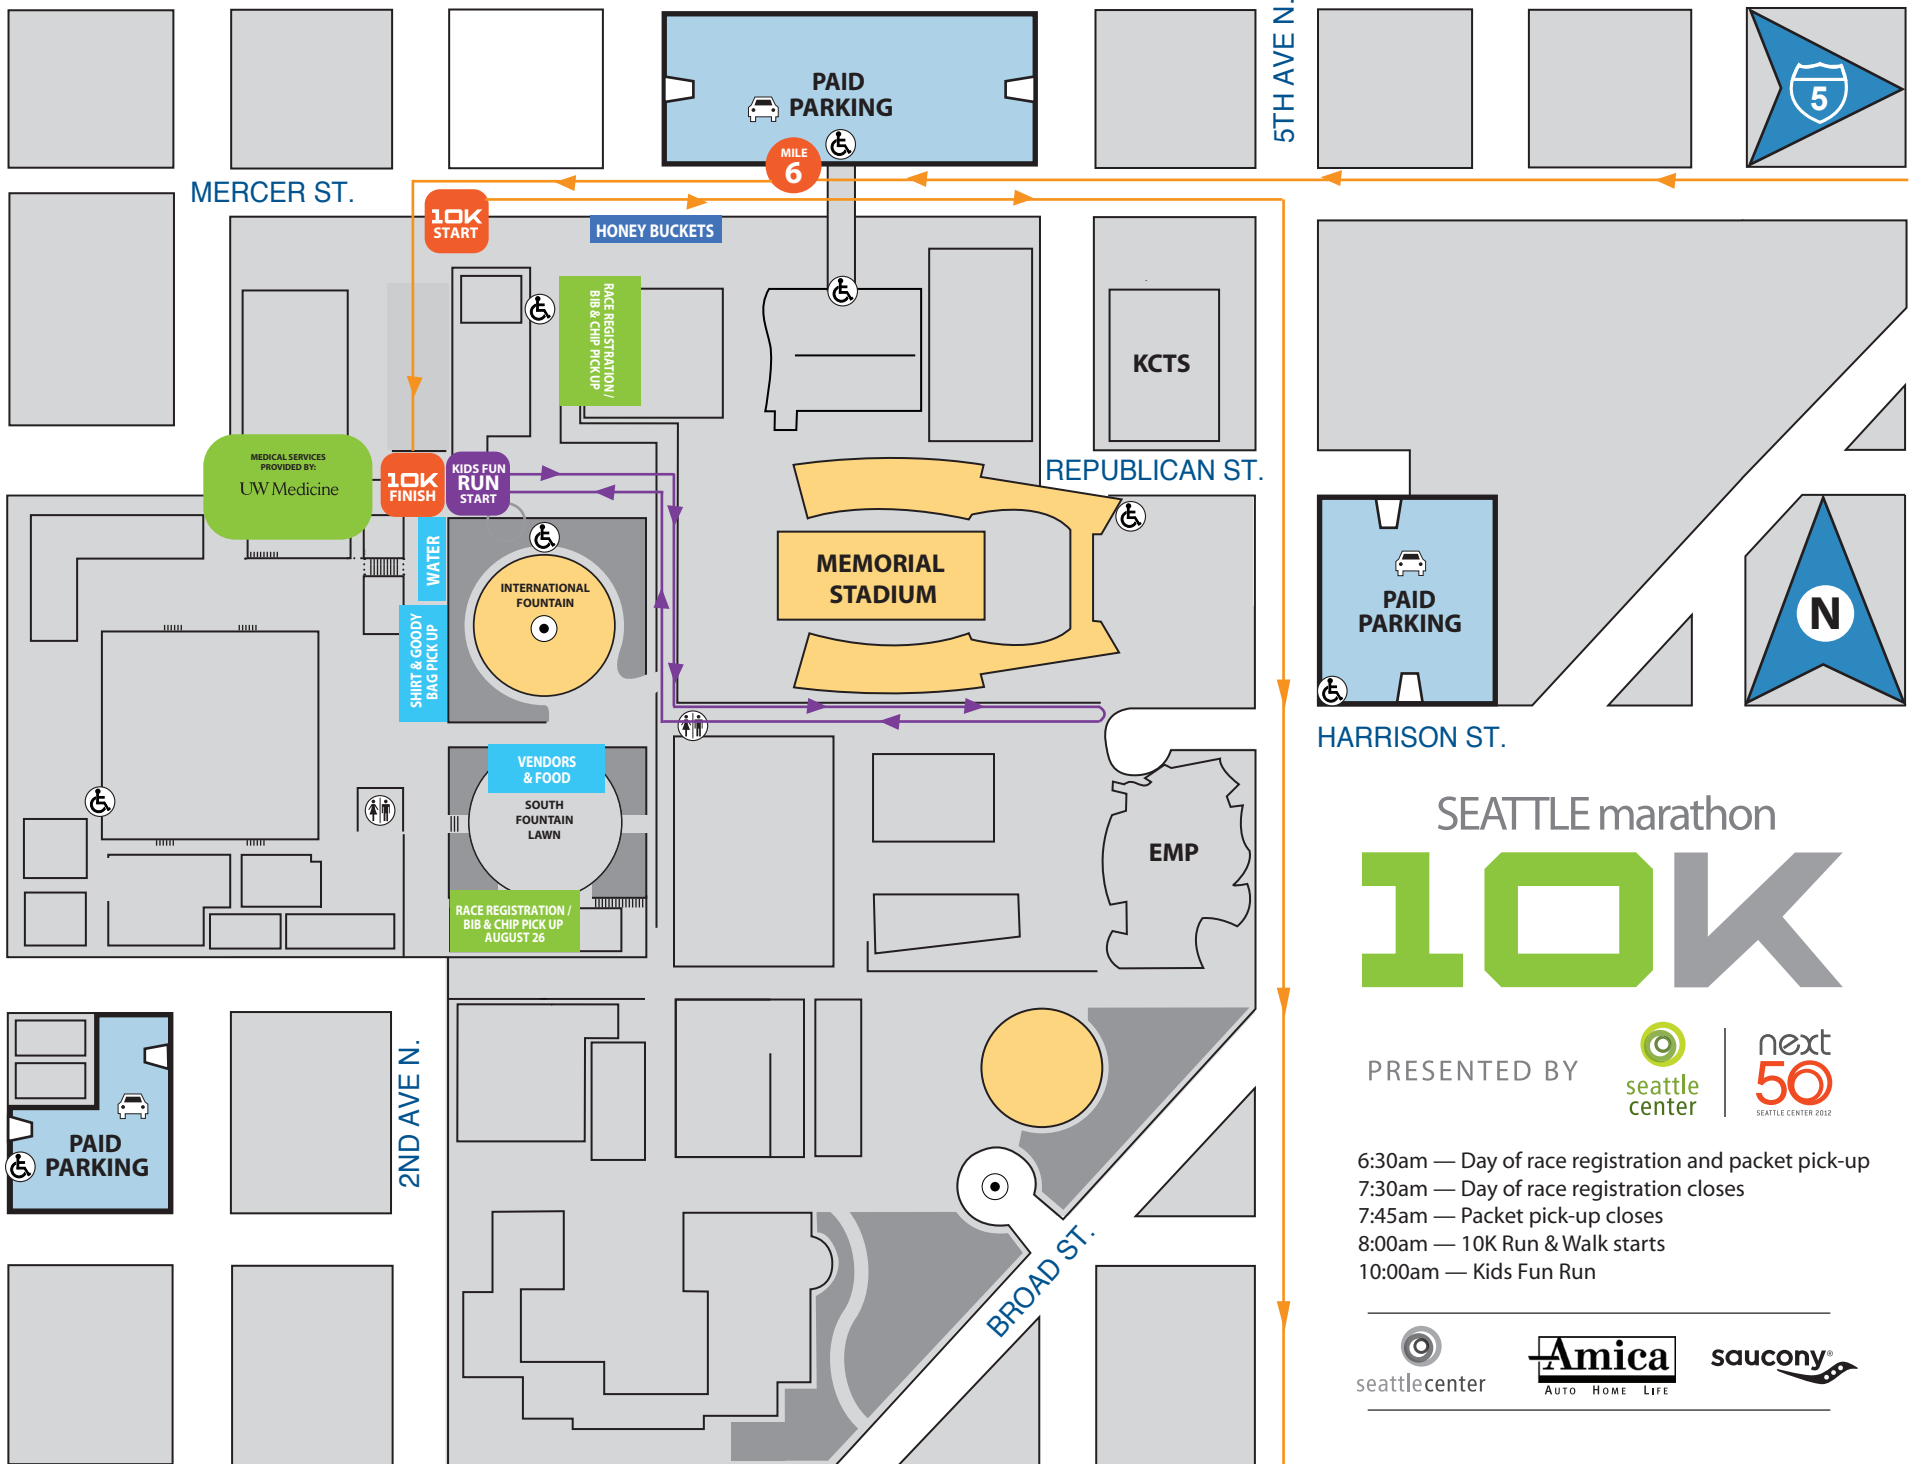 5TH AVE N.
PAID
PARKING
5
MILE
6
MERCER ST.
10K
START
HONEY BUCKETS
RACE REGISTRATION /
BIB & CHIP PICK UP
KCTS
MEDICAL SERVICES
PROVIDED BY:
UW Medicine
10K
FINISH
KIDS FUN
RUN
START
REPUBLICAN ST.
WATER
INTERNATIONAL
FOUNTAIN
MEMORIAL
STADIUM
PAID
PARKING
N
SHIRT & GOODY
BAG PICK UP
HARRISON ST.
VENDORS
& FOOD
SOUTH
FOUNTAIN
LAWN
EMP
RACE REGISTRATION /
BIB & CHIP PICK UP
AUGUST 26
SEATTLE marathon
10K
PRESENTED BY
seattle
center
next
50
SEATTLE CENTER 2012
2ND AVE N.
PAID
PARKING
BROAD ST.
6:30am — Day of race registration and packet pick-up
7:30am — Day of race registration closes
7:45am — Packet pick-up closes
8:00am — 10K Run & Walk starts
10:00am — Kids Fun Run
seattlecenter
Amica
AUTO HOME LIFE
saucony®